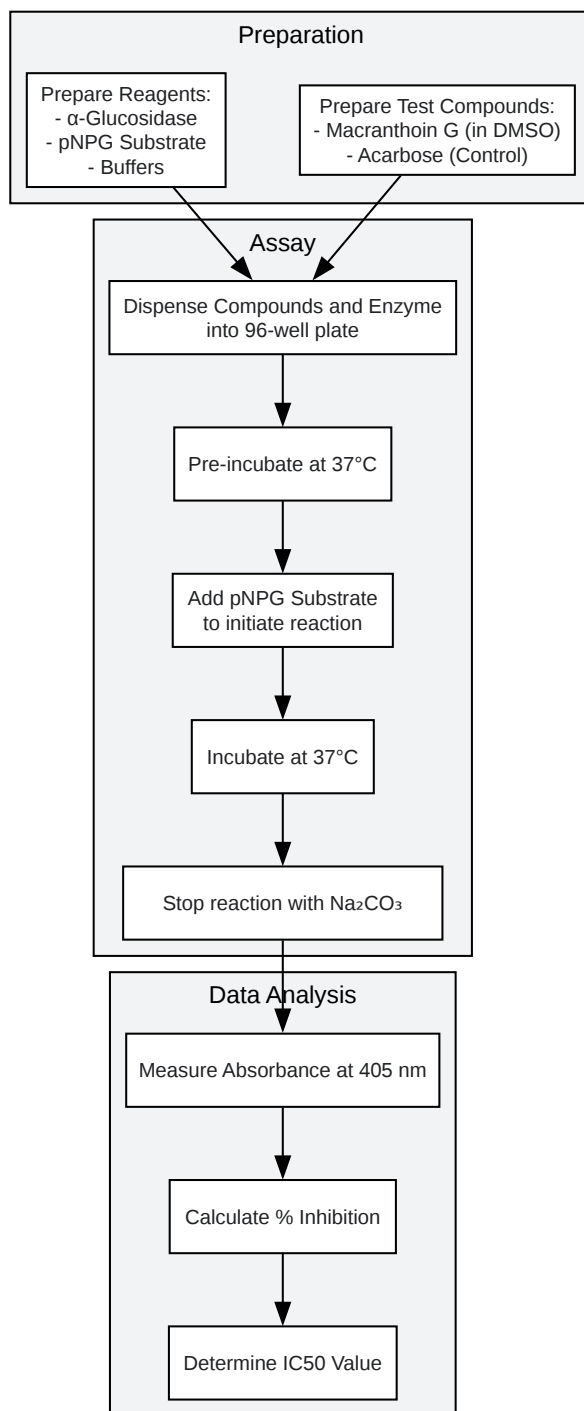 Preparation
Prepare Reagents:
- α-Glucosidase
- pNPG Substrate
- Buffers
Prepare Test Compounds:
- Macranthoin G (in DMSO)
- Acarbose (Control)
Assay
Dispense Compounds and Enzyme
into 96-well plate
Pre-incubate at 37°C
Add pNPG Substrate
to initiate reaction
Incubate at 37°C
Stop reaction with Na₂CO₃
Data Analysis
Measure Absorbance at 405 nm
Calculate % Inhibition
Determine IC50 Value